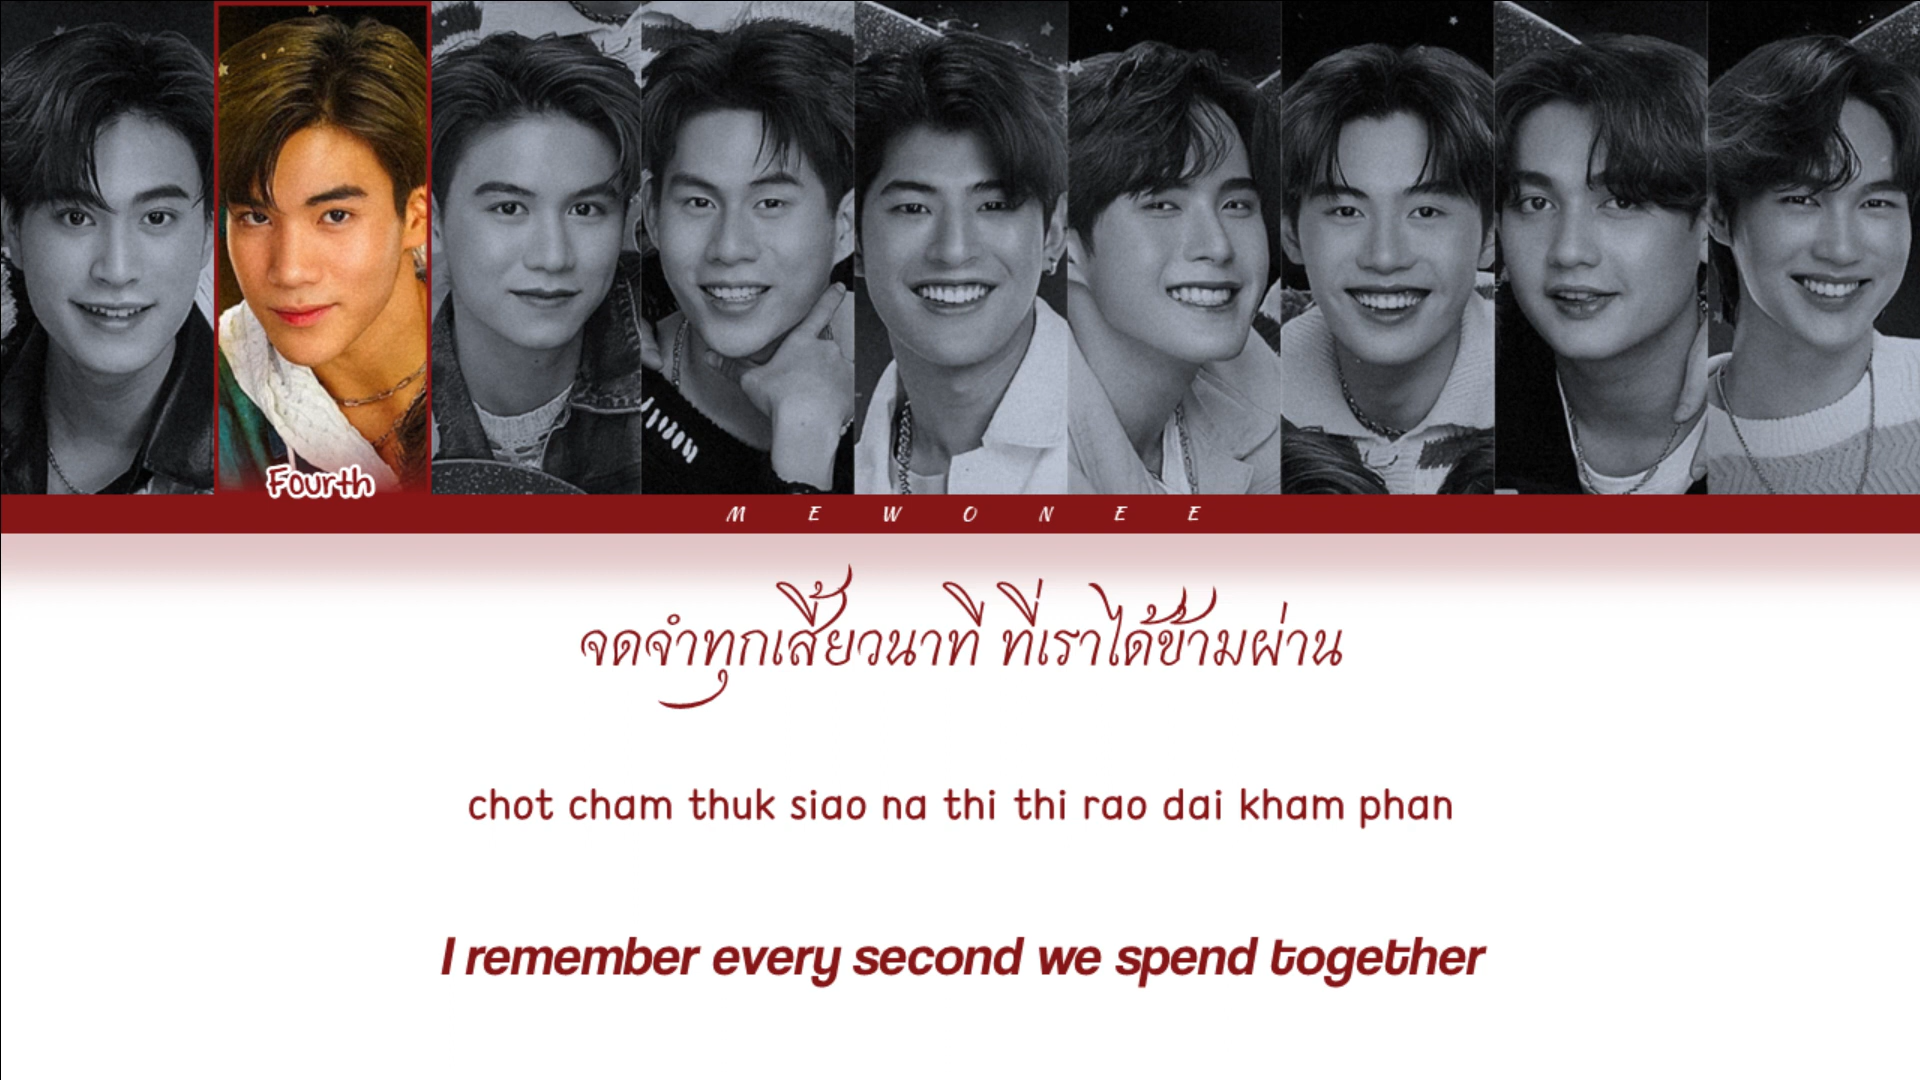 Fourth
MEWONEE
จดจำทุกเสี้ยวนาที ที่เราได้ข้ามผ่าน
chot cham thuk siao na thi thi rao dai kham phan
I remember every second we spend together